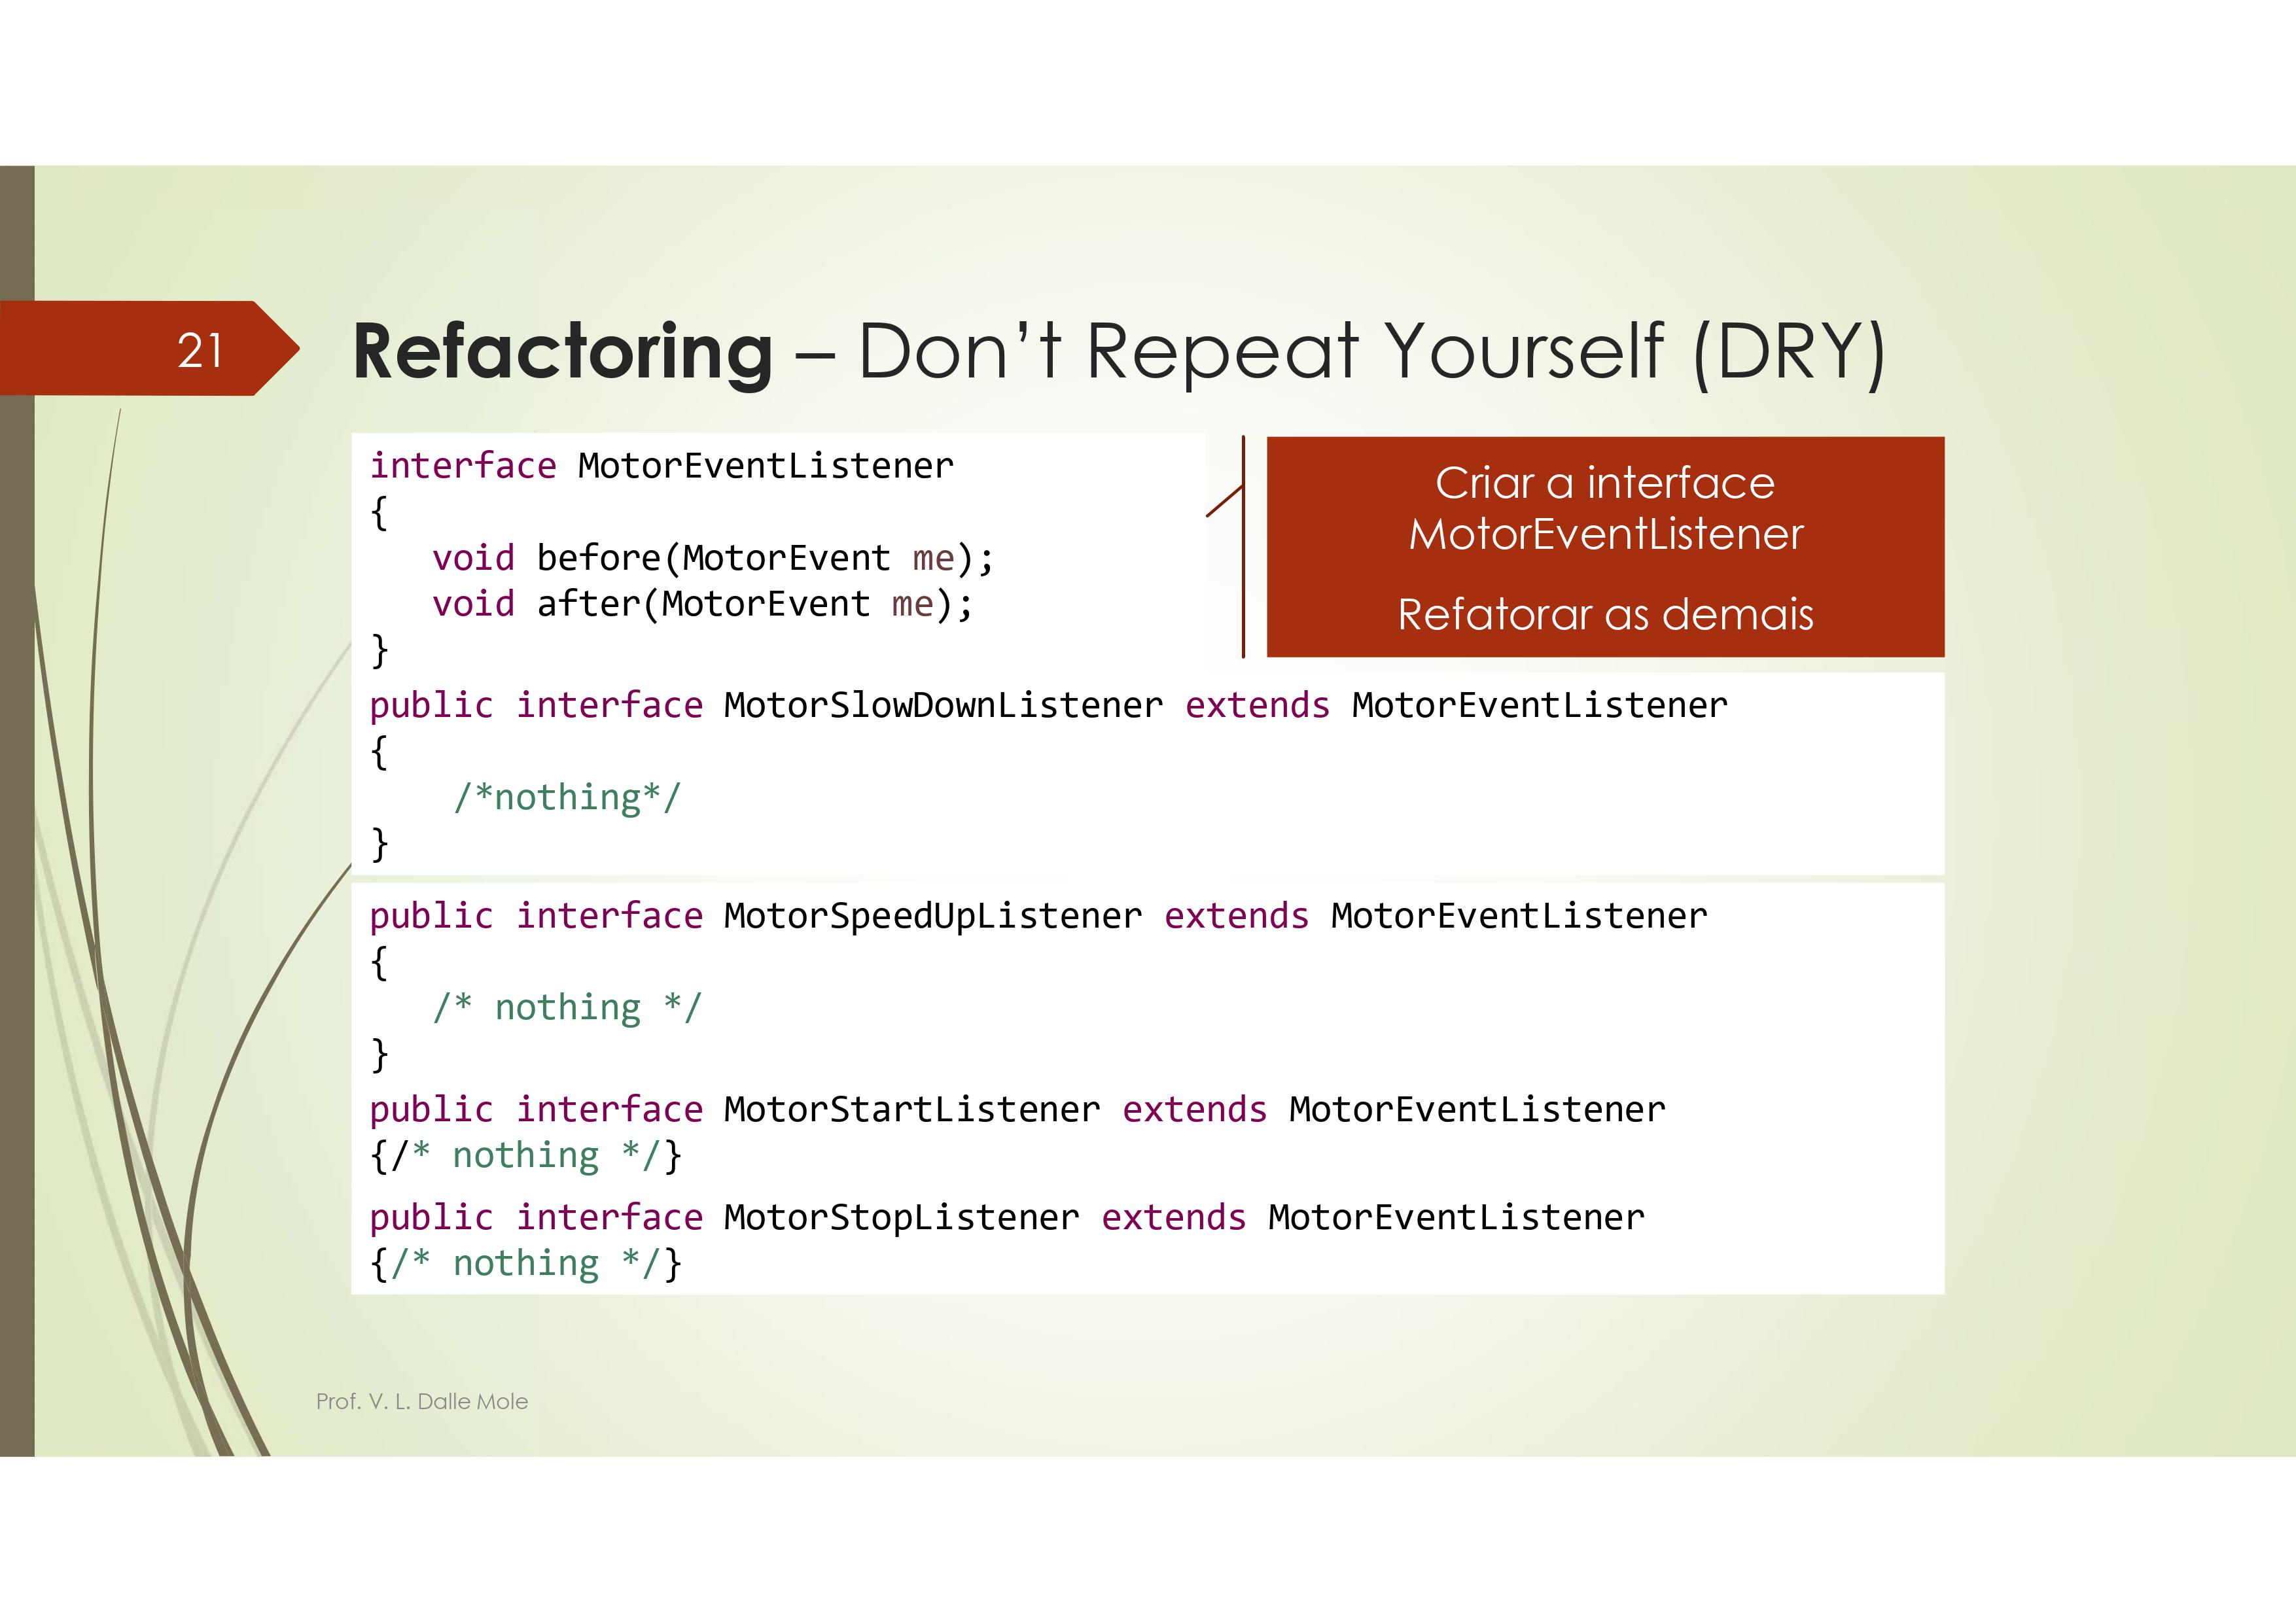 21
Refactoring – Don’t Repeat Yourself (DRY)
interface MotorEventListener
{
void before(MotorEvent me);
void after(MotorEvent me);
}
Criar a interface
MotorEventListener
Refatorar as demais
public interface MotorSlowDownListener extends MotorEventListener
{
/*nothing*/
}
public interface MotorSpeedUpListener extends MotorEventListener
{
/* nothing */
}
public interface MotorStartListener extends MotorEventListener
{/* nothing */}
public interface MotorStopListener extends MotorEventListener
{/* nothing */}
Prof. V. L. Dalle Mole